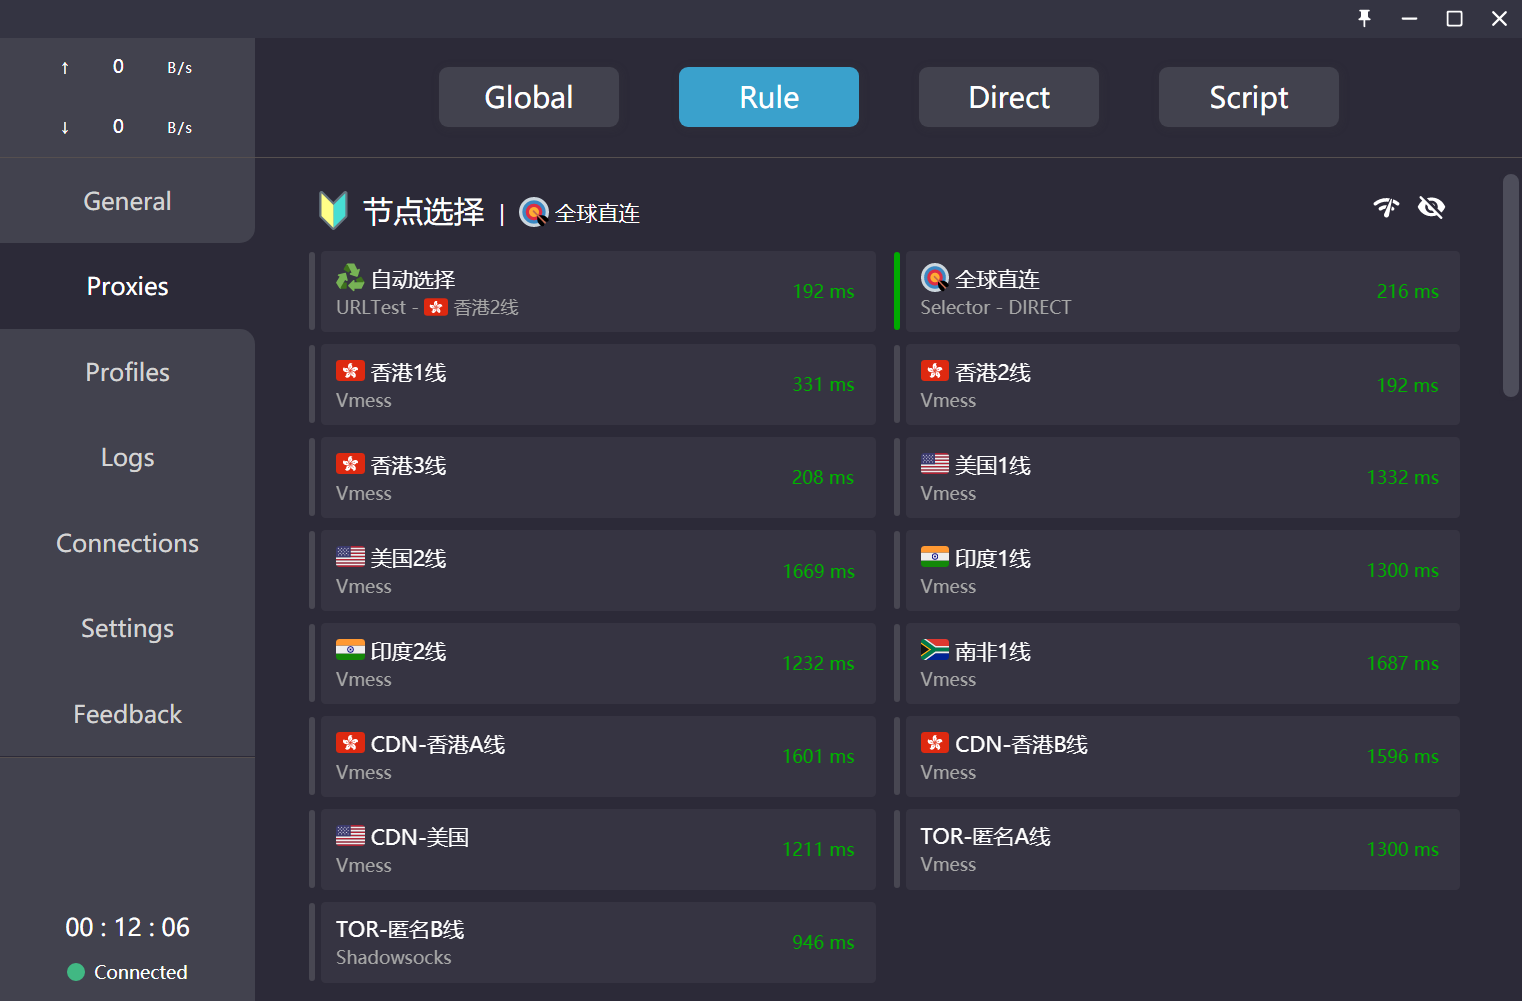 ↑ 0 B/s
↓ 0 B/s
General
Proxies
Profiles
Logs
Connections
Settings
Feedback
00 : 12 : 06
Connected
Global
Rule
Direct
Script
节点选择 | 全球直连
自动选择
URLTest - 香港2线
192 ms
全球直连
Selector - DIRECT
216 ms
香港1线
Vmess
331 ms
香港2线
Vmess
192 ms
香港3线
Vmess
208 ms
美国1线
Vmess
1332 ms
美国2线
Vmess
1669 ms
印度1线
Vmess
1300 ms
印度2线
Vmess
1232 ms
南非1线
Vmess
1687 ms
CDN-香港A线
Vmess
1601 ms
CDN-香港B线
Vmess
1596 ms
CDN-美国
Vmess
1211 ms
TOR-匿名A线
Vmess
1300 ms
TOR-匿名B线
Shadowsocks
946 ms